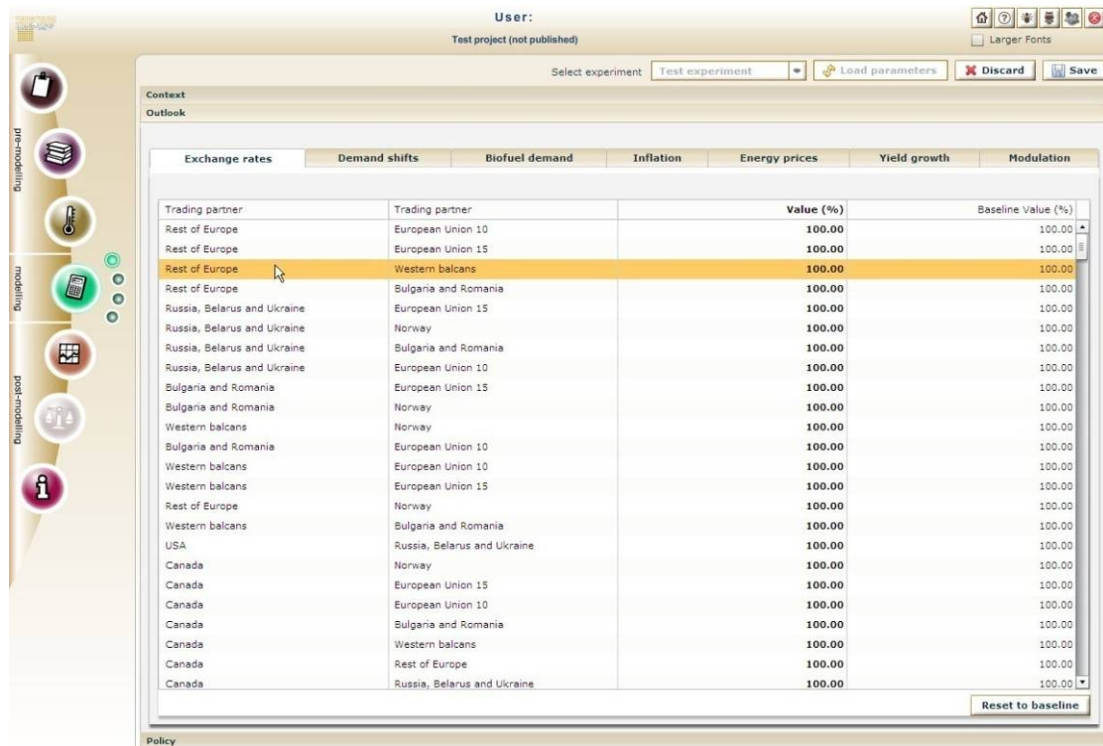 User:
Test project (not published)
Larger Fonts
Select experiment Test experiment Load parameters Discard Save
Context
Outlook
pre-modelling
modelling
post-modelling
Exchange rates Demand shifts Biofuel demand Inflation Energy prices Yield growth Modulation
Trading partner Trading partner Value (%) Baseline Value (%)
Rest of Europe European Union 10 100.00 100.00
Rest of Europe European Union 15 100.00 100.00
Rest of Europe Western balcans 100.00 100.00
Rest of Europe Bulgaria and Romania 100.00 100.00
Russia, Belarus and Ukraine European Union 15 100.00 100.00
Russia, Belarus and Ukraine Norway 100.00 100.00
Russia, Belarus and Ukraine Bulgaria and Romania 100.00 100.00
Russia, Belarus and Ukraine European Union 10 100.00 100.00
Bulgaria and Romania European Union 15 100.00 100.00
Bulgaria and Romania Norway 100.00 100.00
Western balcans Norway 100.00 100.00
Bulgaria and Romania European Union 10 100.00 100.00
Western balcans European Union 10 100.00 100.00
Western balcans European Union 15 100.00 100.00
Rest of Europe Norway 100.00 100.00
Western balcans Bulgaria and Romania 100.00 100.00
USA Russia, Belarus and Ukraine 100.00 100.00
Canada Norway 100.00 100.00
Canada European Union 15 100.00 100.00
Canada European Union 10 100.00 100.00
Canada Bulgaria and Romania 100.00 100.00
Canada Western balcans 100.00 100.00
Canada Rest of Europe 100.00 100.00
Canada Russia, Belarus and Ukraine 100.00 100.00
Reset to baseline
Policy